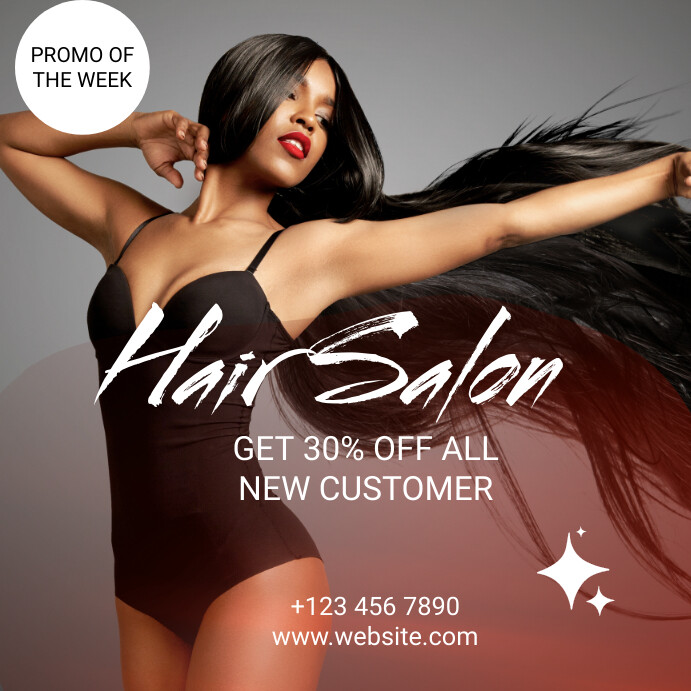 PROMO OF
THE WEEK
Hair Salon
GET 30% OFF ALL
NEW CUSTOMER
+123 456 7890
www.website.com